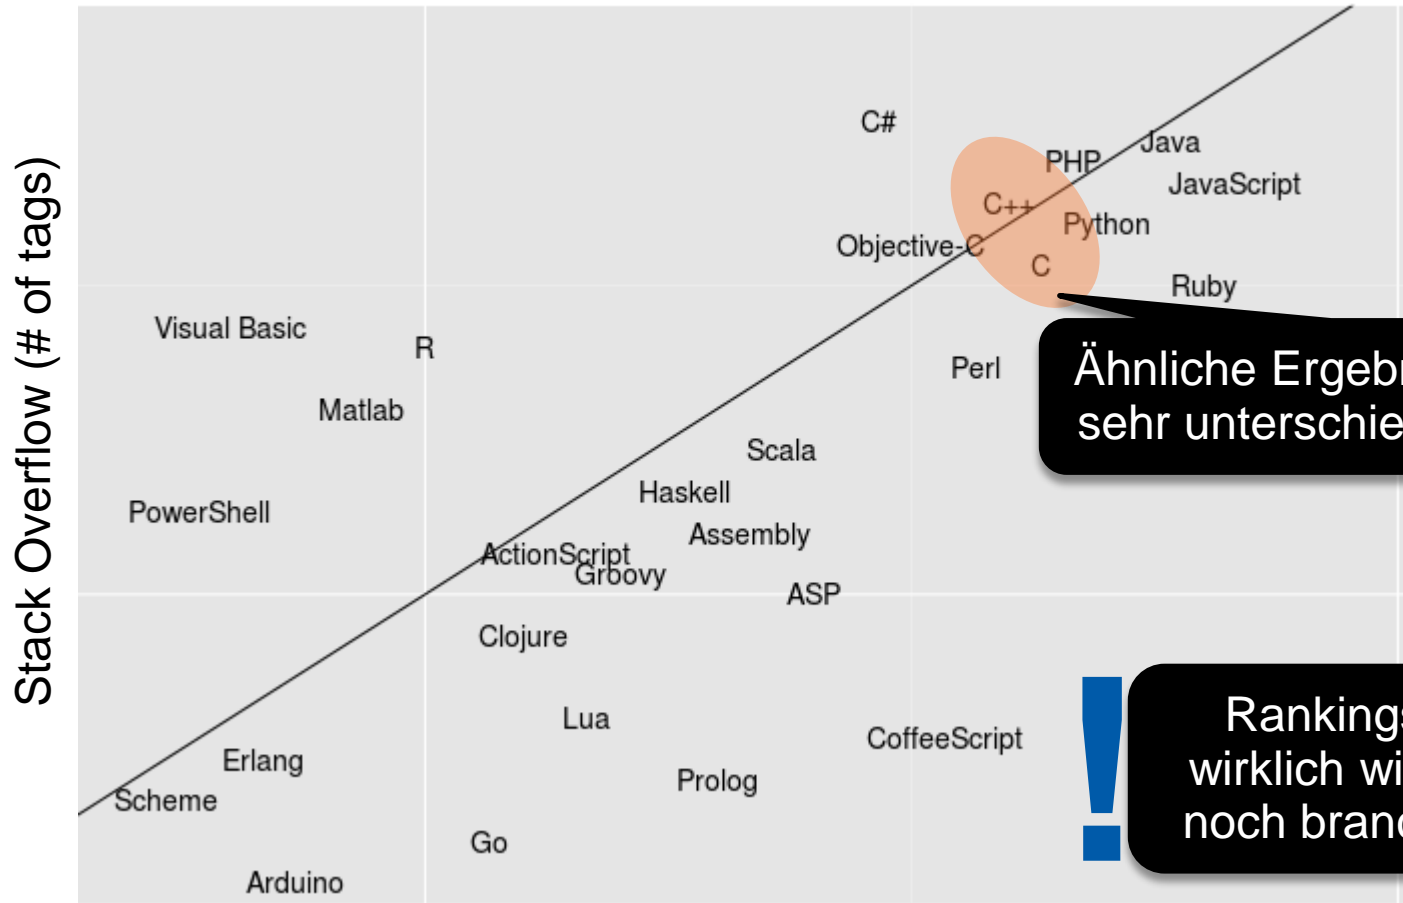 Stack Overflow (# of tags)
C#
Java
PHP
JavaScript
C++
Python
Objective-C
C
Ruby
Visual Basic
R
Perl
Ähnliche Ergebn
sehr unterschie
Matlab
Scala
Haskell
PowerShell
Assembly
ActionScript
Groovy
ASP
Clojure
Lua
CoffeeScript
!
Rankings
wirklich wi
noch branc
Erlang
Prolog
Scheme
Go
Arduino